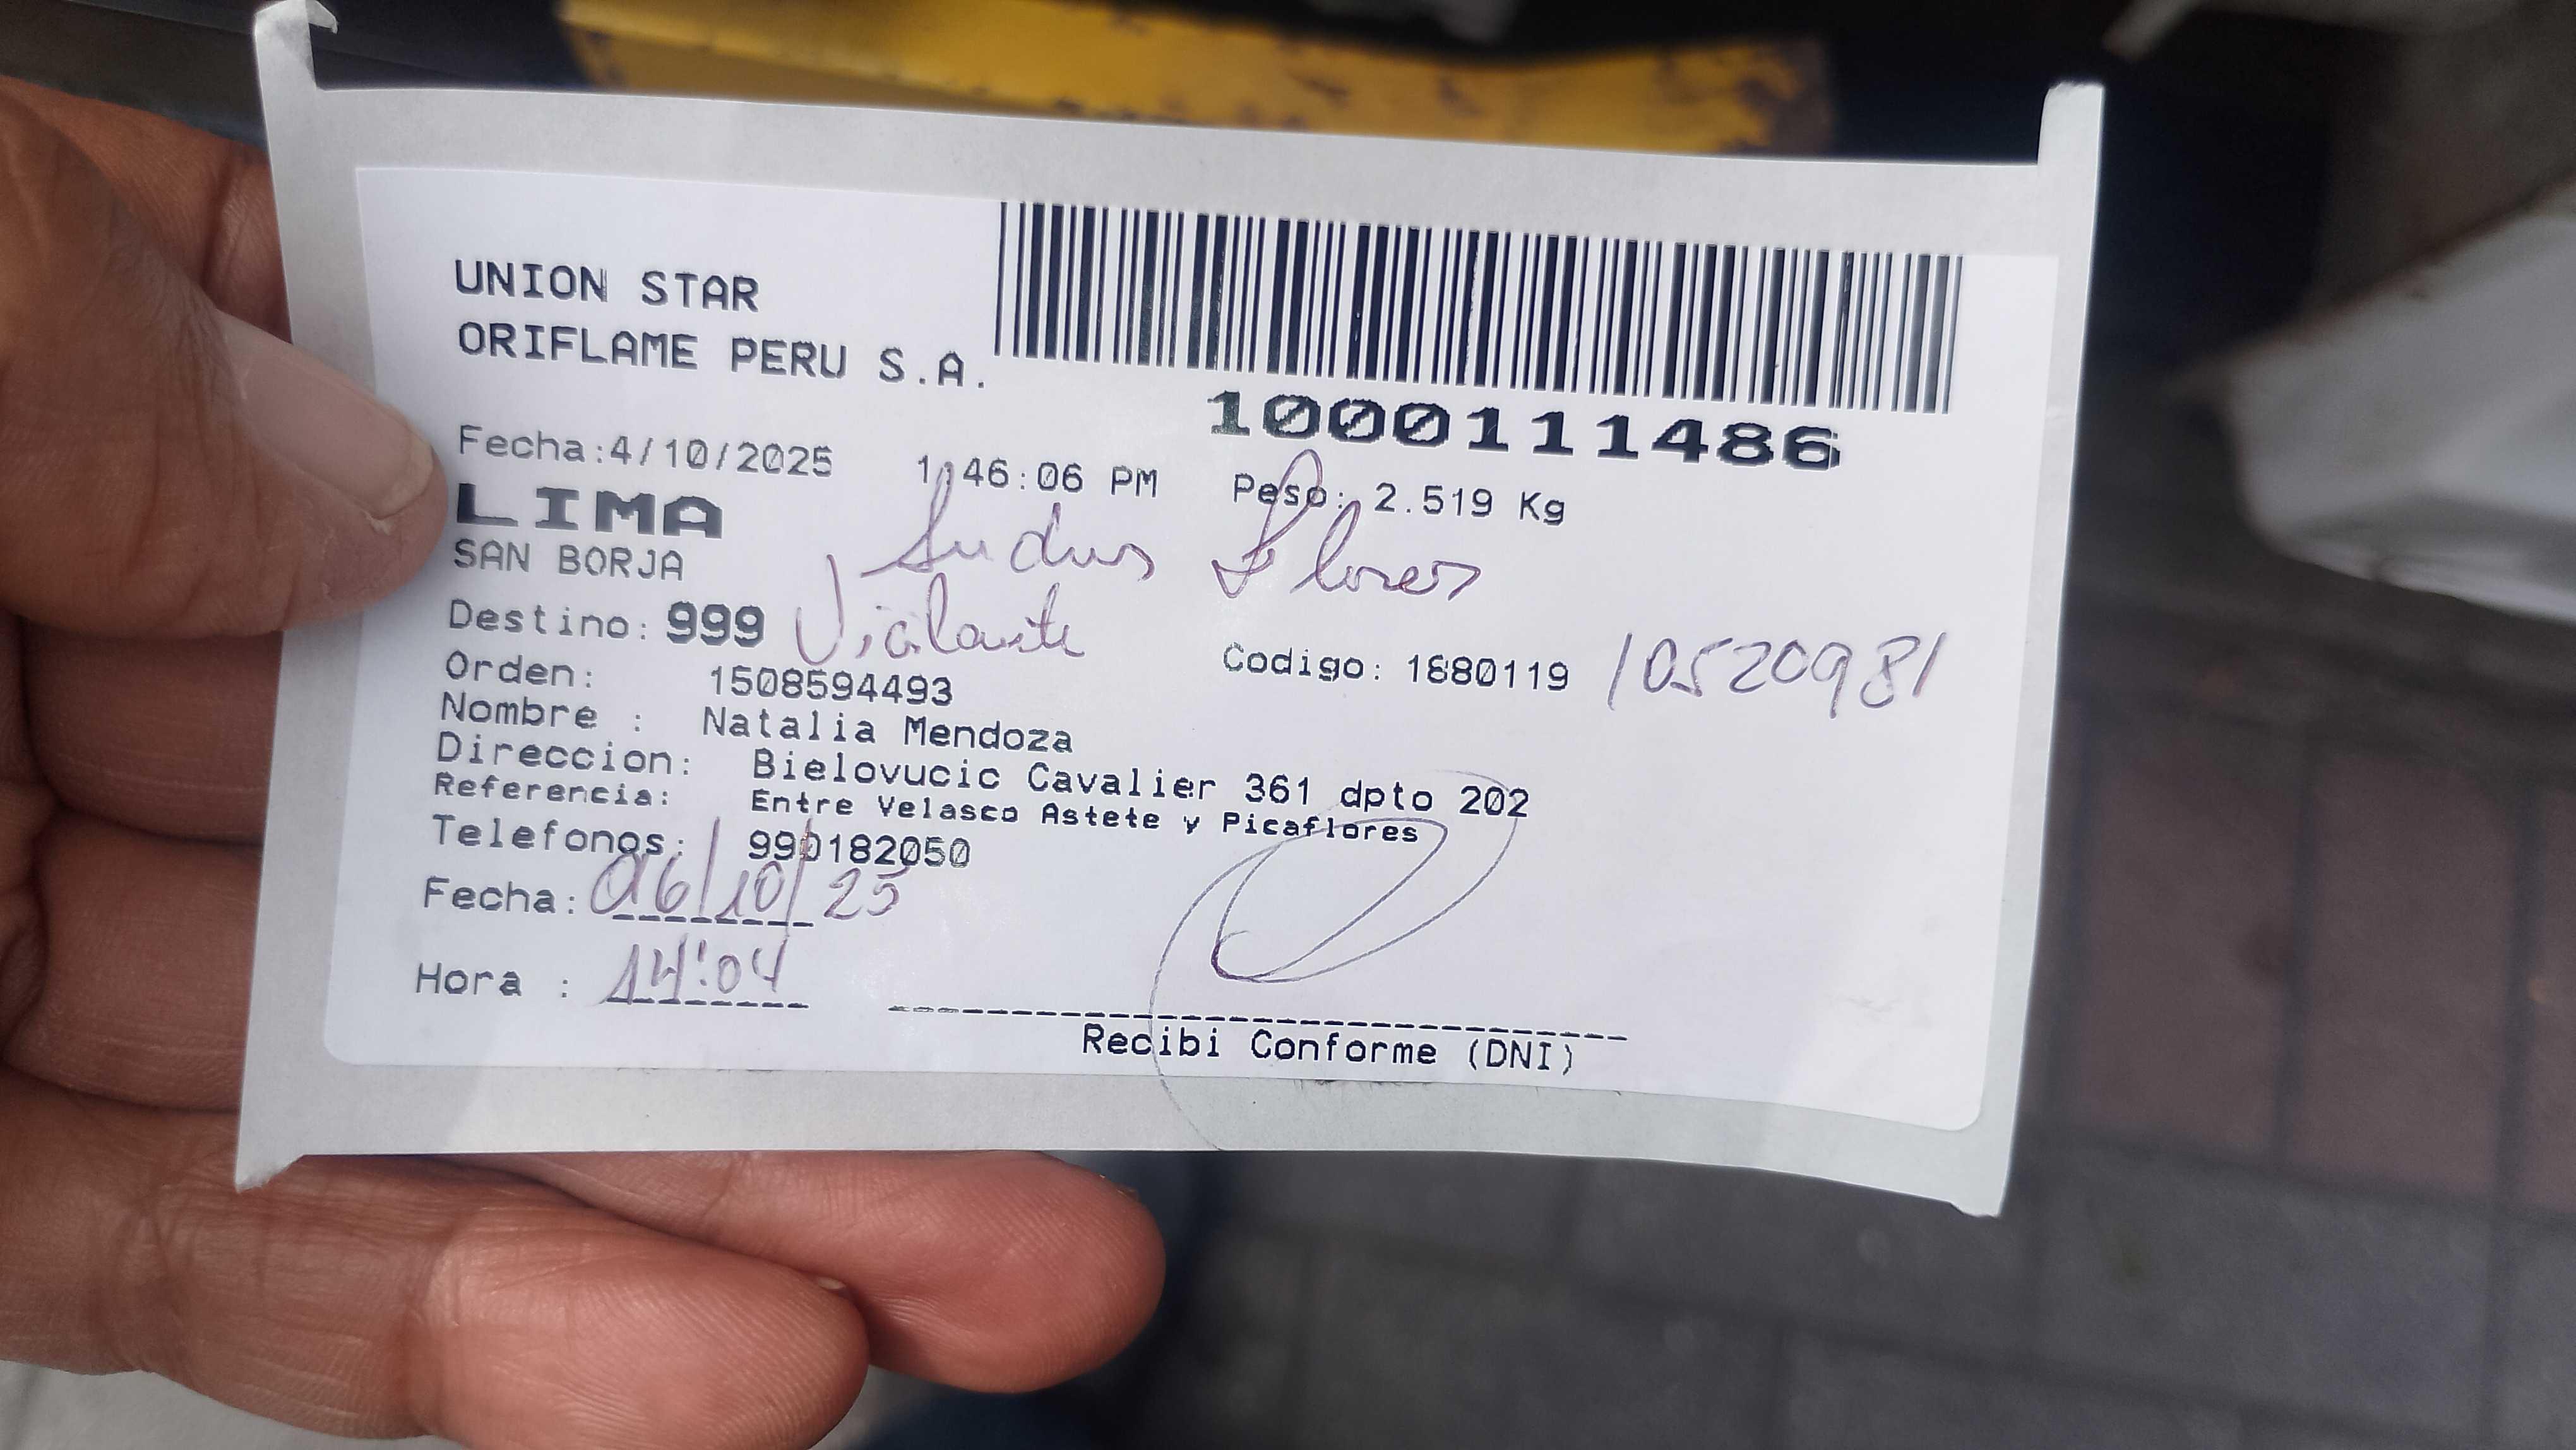 UNION STAR
ORIFLAME PERU S.A.
1000111486
Fecha:4/10/2025 1:46:06 PM Peso: 2.519 Kg
LIMA
Flores
SAN BORJA
Destino: 999 Vigilante
Codigo: 1680119 10520981
Orden: 1508594493
Nombre : Natalia Mendoza
Direccion: Bielovucic Cavalier 361 dpto 202
Referencia: Entre Velasco Astete y Picaflores
Telefonos: 990182050
Fecha: 06/10/25
Hora : 14:04
Recibi Conforme (DNI)